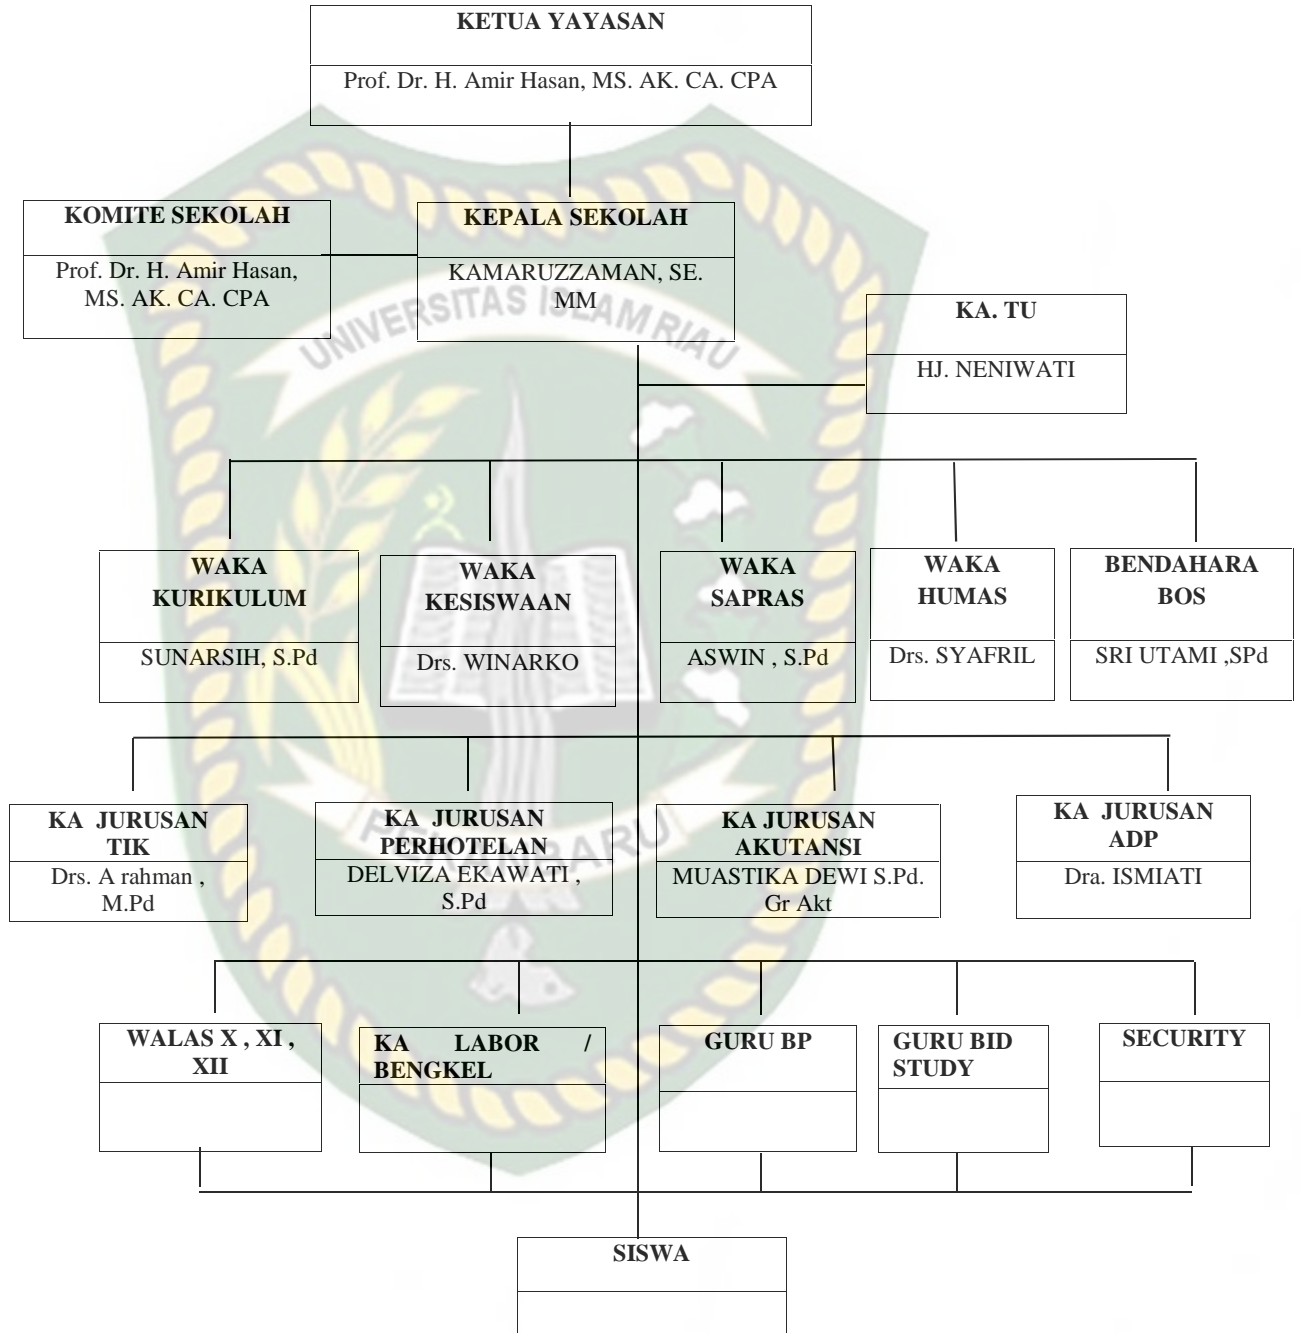 KETUA YAYASAN
Prof. Dr. H. Amir Hasan, MS. AK. CA. CPA
KOMITE SEKOLAH
Prof. Dr. H. Amir Hasan,
MS. AK. CA. CPA
KEPALA SEKOLAH
KAMARUZZAMAN, SE.
MM
UNIVERSITAS ISLAM RIAU
KA. TU
HJ. NENIWATI
WAKA
KURIKULUM
SUNARSIH, S.Pd
WAKA
KESISWAAN
Drs. WINARKO
WAKA
SAPRAS
ASWIN , S.Pd
WAKA
HUMAS
Drs. SYAFRIL
BENDAHARA
BOS
SRI UTAMI ,SPd
KA JURUSAN
TIK
Drs. A rahman ,
M.Pd
KA JURUSAN
PERHOTELAN
DELVIZA EKAWATI ,
S.Pd
KA JURUSAN
AKUTANSI
MUASTIKA DEWI S.Pd.
Gr Akt
KA JURUSAN
ADP
Dra. ISMIATI
PEKANBARU
WALAS X , XI ,
XII
KA LABOR /
BENGKEL
GURU BP
GURU BID
STUDY
SECURITY
SISWA